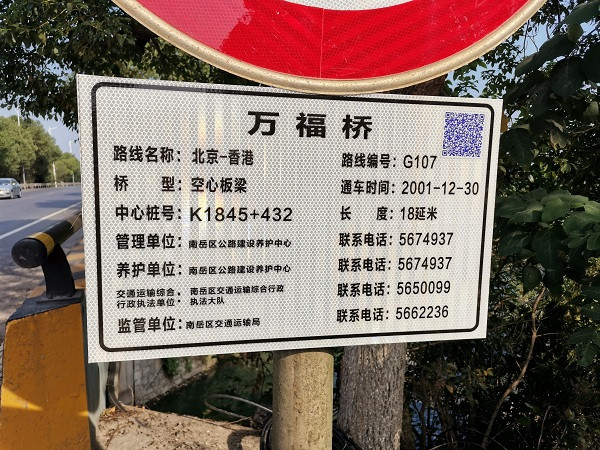 万福桥
路线名称：北京-香港 路线编号：G107
桥 型：空心板梁 通车时间：2001-12-30
中心桩号：K1845+432 长 度：18延米
管理单位：南岳区公路建设养护中心 联系电话：5674937
养护单位：南岳区公路建设养护中心 联系电话：5674937
交通运输综合、南岳区交通运输综合行政 联系电话：5650099
行政执法单位：执法大队
监管单位：南岳区交通运输局 联系电话：5662236